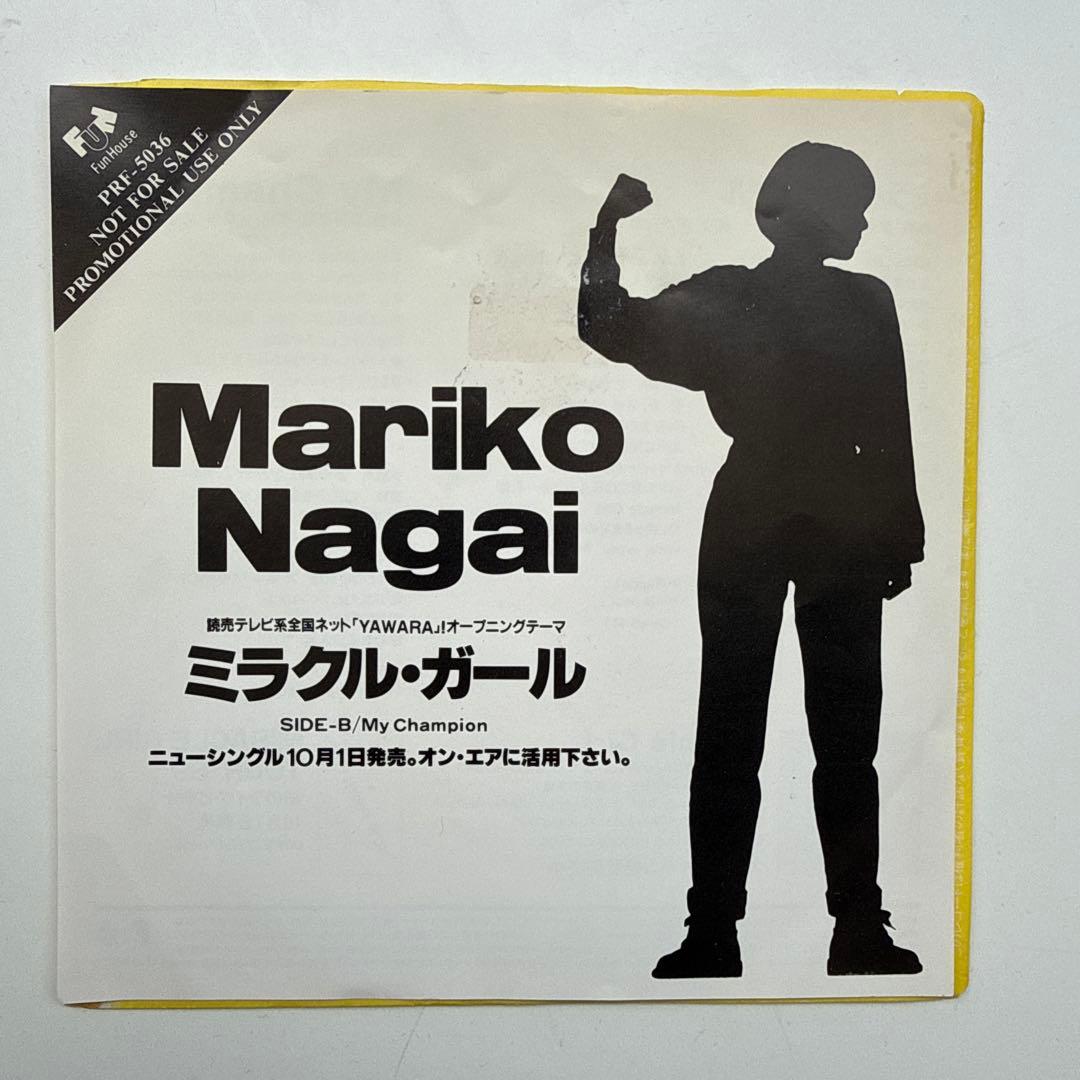 FUN
Fun House
PRF-5036
NOT FOR SALE
PROMOTIONAL USE ONLY
Mariko
Nagai
読売テレビ系全国ネット「YAWARA」!オープニングテーマ
ミラクル・ガール
SIDE-B/My Champion
ニューシングル10月1日発売。オン・エアに活用下さい。